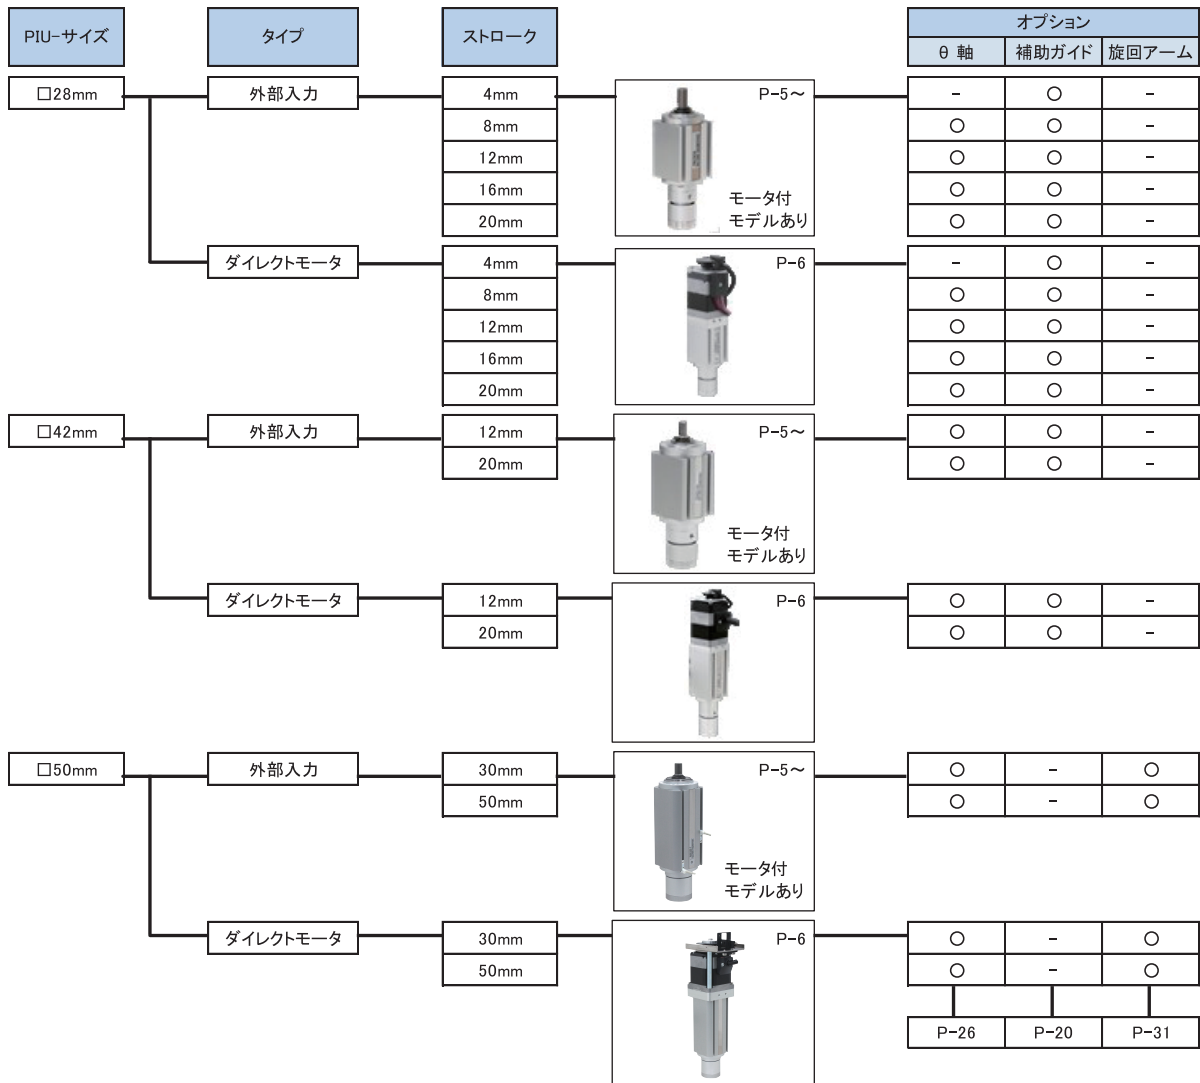 PIU-サイズ タイプ ストローク オプション
θ 軸 補助ガイド 旋回アーム
□28mm 外部入力 4mm P-5～ - ○ -
8mm ○ ○ -
12mm ○ ○ -
16mm ○ ○ -
20mm ○ ○ -
モータ付
モデルあり
ダイレクトモータ 4mm P-6 - ○ -
8mm ○ ○ -
12mm ○ ○ -
16mm ○ ○ -
20mm ○ ○ -
□42mm 外部入力 12mm P-5～ ○ ○ -
20mm ○ ○ -
モータ付
モデルあり
ダイレクトモータ 12mm P-6 ○ ○ -
20mm ○ ○ -
□50mm 外部入力 30mm P-5～ ○ - ○
50mm ○ - ○
モータ付
モデルあり
ダイレクトモータ 30mm P-6 ○ - ○
50mm ○ - ○
P-26 P-20 P-31